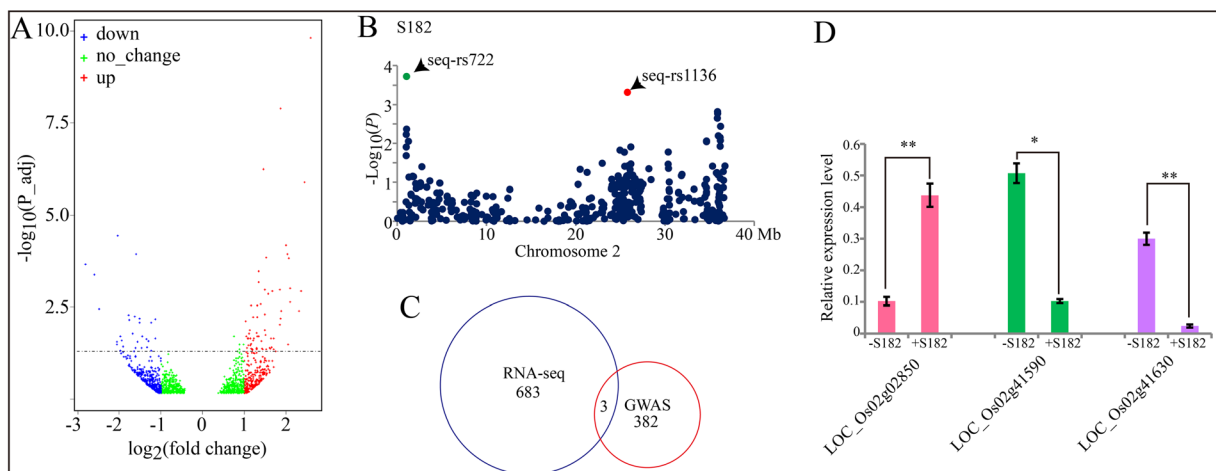 A
10.0
7.5
5.0
2.5
-log10(P_adj)
down
no_change
up
-3 -2 -1 0 1 2
log2(fold change)
B
S182
seq-rs722
seq-rs1136
4
3
2
1
0
-Log10(P)
0 10 20 30 40 Mb
Chromosome 2
C
RNA-seq
683
3
GWAS
382
D
Relative expression level
0.6
0.5
0.4
0.3
0.2
0.1
0
** * **
-S182 +S182 -S182 +S182 -S182 +S182
LOC_Os02g02850
LOC_Os02g41590
LOC_Os02g41630